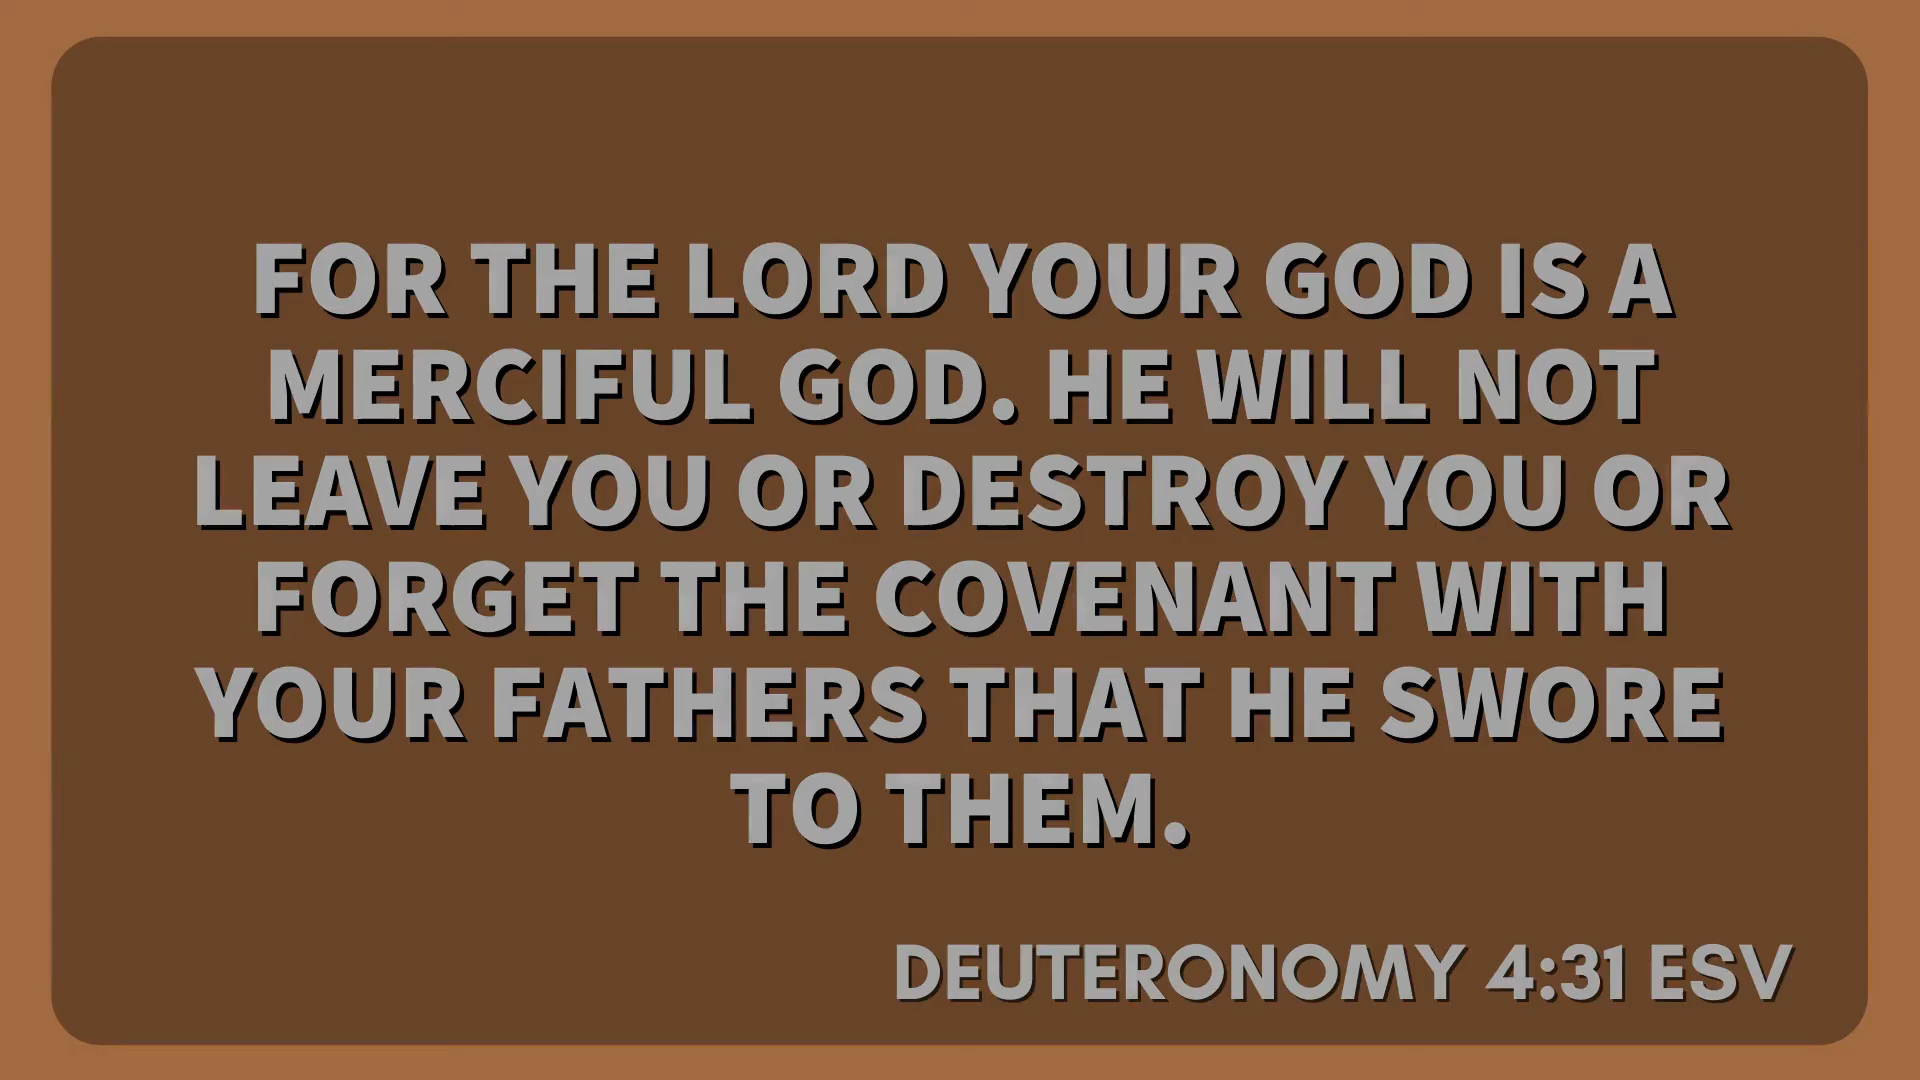 FOR THE LORD YOUR GOD IS A
MERCIFUL GOD. HE WILL NOT
LEAVE YOU OR DESTROY YOU OR
FORGET THE COVENANT WITH
YOUR FATHERS THAT HE SWORE
TO THEM.
DEUTERONOMY 4:31 ESV